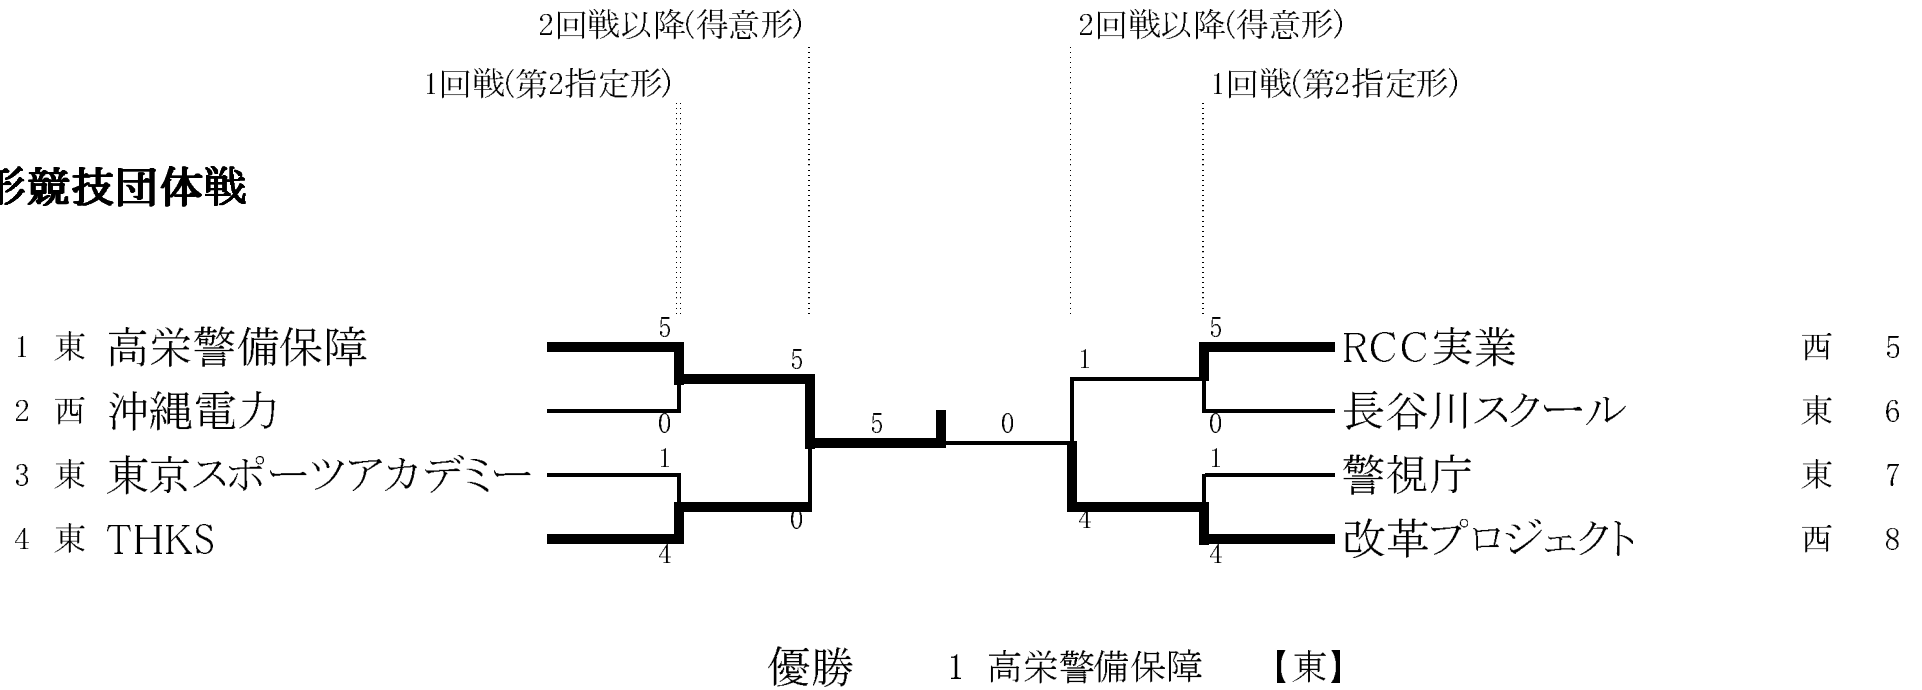 2回戦以降(得意形) 2回戦以降(得意形)
1回戦(第2指定形) 1回戦(第2指定形)
形競技団体戦
5 5
1 東 高栄警備保障 RCC実業 西 5
5 1
2 西 沖縄電力 長谷川スクール 東 6
0 5 0 0
1 1
3 東 東京スポーツアカデミー 警視庁 東 7
0 4
4 東 THKS 改革プロジェクト 西 8
4 4
優勝 1 高栄警備保障 【東】